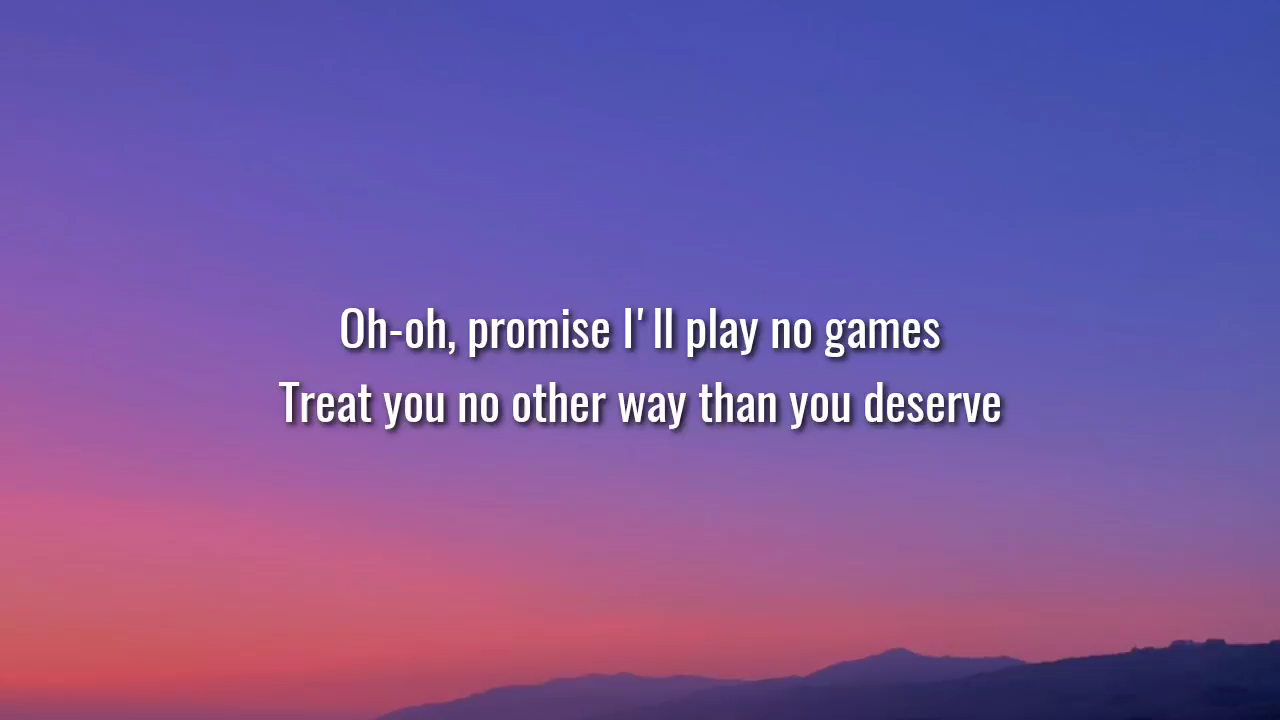 Oh-oh, promise I'll play no games
Treat you no other way than you deserve